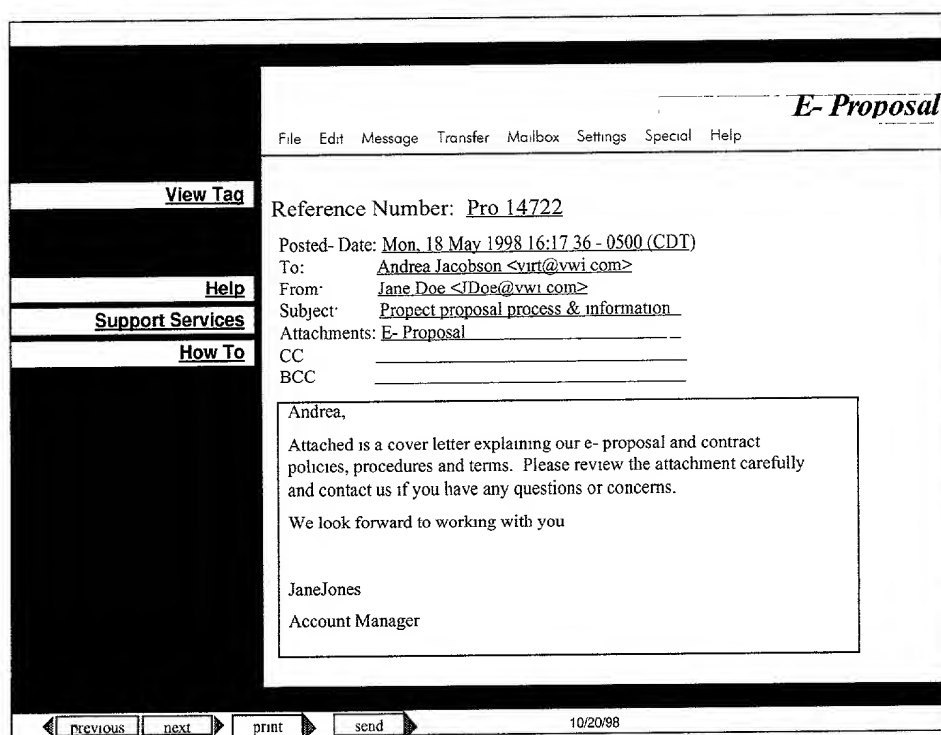 E- Proposal
File Edit Message Transfer Mailbox Settings Special Help
View Tag
Reference Number: Pro 14722
Posted- Date: Mon, 18 May 1998 16:17 36 - 0500 (CDT)
To: Andrea Jacobson <virt@vwi com>
Help
From: Jane Doe <JDoe@vwi com>
Support Services
Subject: Propect proposal process & information
Attachments: E- Proposal
How To
CC
BCC
Andrea,
Attached is a cover letter explaining our e- proposal and contract
policies, procedures and terms. Please review the attachment carefully
and contact us if you have any questions or concerns.
We look forward to working with you
JaneJones
Account Manager
previous next print send 10/20/98